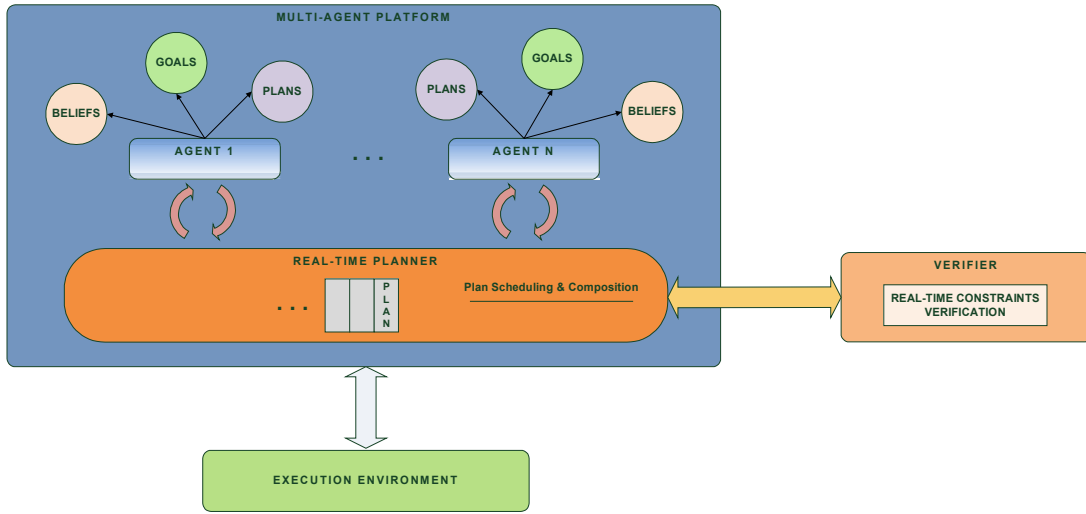 MULTI-AGENT PLATFORM
GOALS
PLANS
BELIEFS
AGENT 1
. . .
GOALS
PLANS
BELIEFS
AGENT N
REAL-TIME PLANNER
. . .
P
L
A
N
Plan Scheduling & Composition
VERIFIER
REAL-TIME CONSTRAINTS
VERIFICATION
EXECUTION ENVIRONMENT